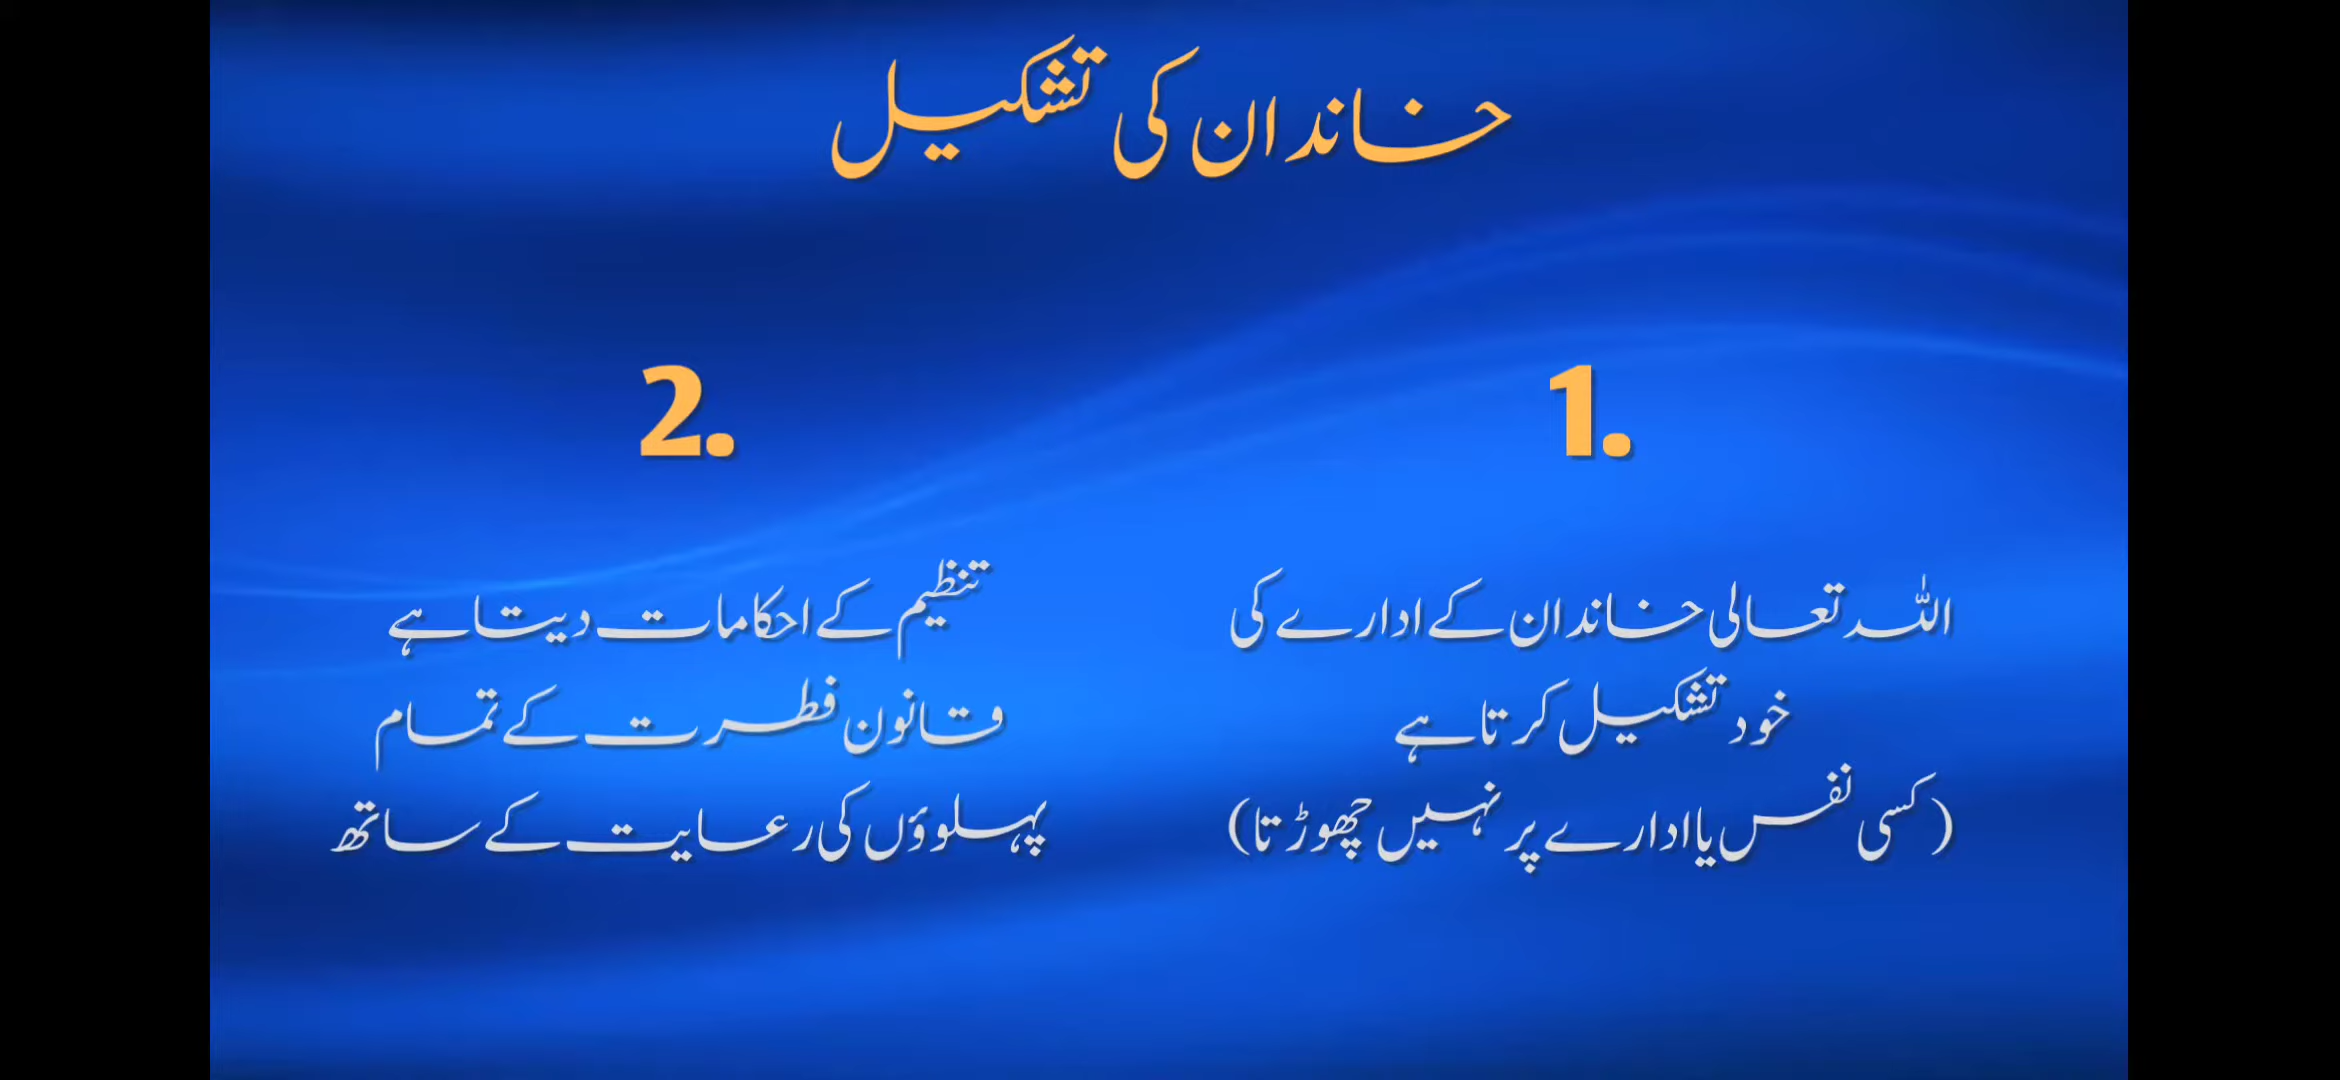 خاندان کی تشکیل
1.
اللہ تعالی خاندان کے ادارے کی
خود تشکیل کرتا ہے
(کسی نفس یا ادارے پر نہیں چھوڑتا)
2.
تنظیم کے احکامات دیتا ہے
قانون فطرت کے تمام
پہلوؤں کی رعایت کے ساتھ